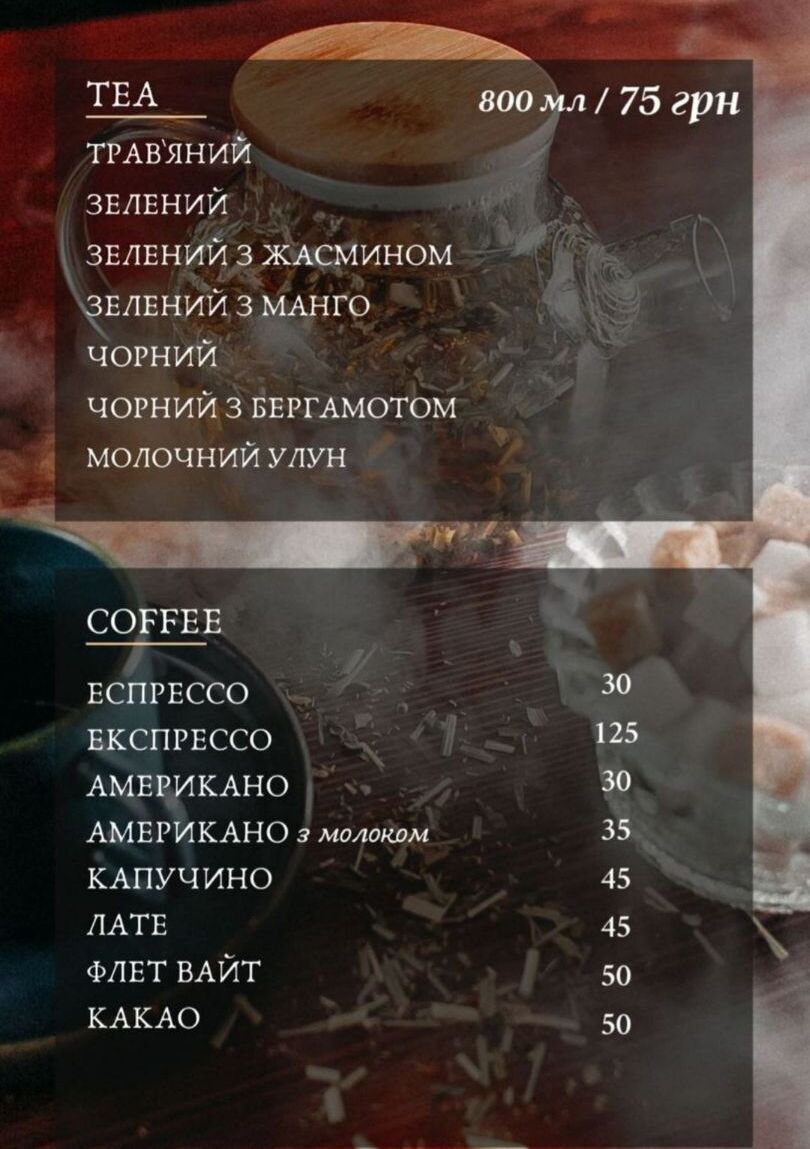 TEA
800 мл / 75 грн
ТРАВ`ЯНИЙ
ЗЕЛЕНИЙ
ЗЕЛЕНИЙ З ЖАСМИНОМ
ЗЕЛЕНИЙ З МАНГО
ЧОРНИЙ
ЧОРНИЙ З БЕРГАМОТОМ
МОЛОЧНИЙ УЛУН
COFFEE
ЕСПРЕССО 30
ЕКСПРЕССО 125
АМЕРИКАНО 30
АМЕРИКАНО з молоком 35
КАПУЧИНО 45
ЛАТЕ 45
ФЛЕТ ВАЙТ 50
КАКАО 50